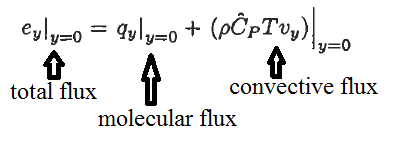 e_y|_{y=0} = q_y|_{y=0} + (ρĈ_P T v_y)|_{y=0}
total flux
convective flux
molecular flux